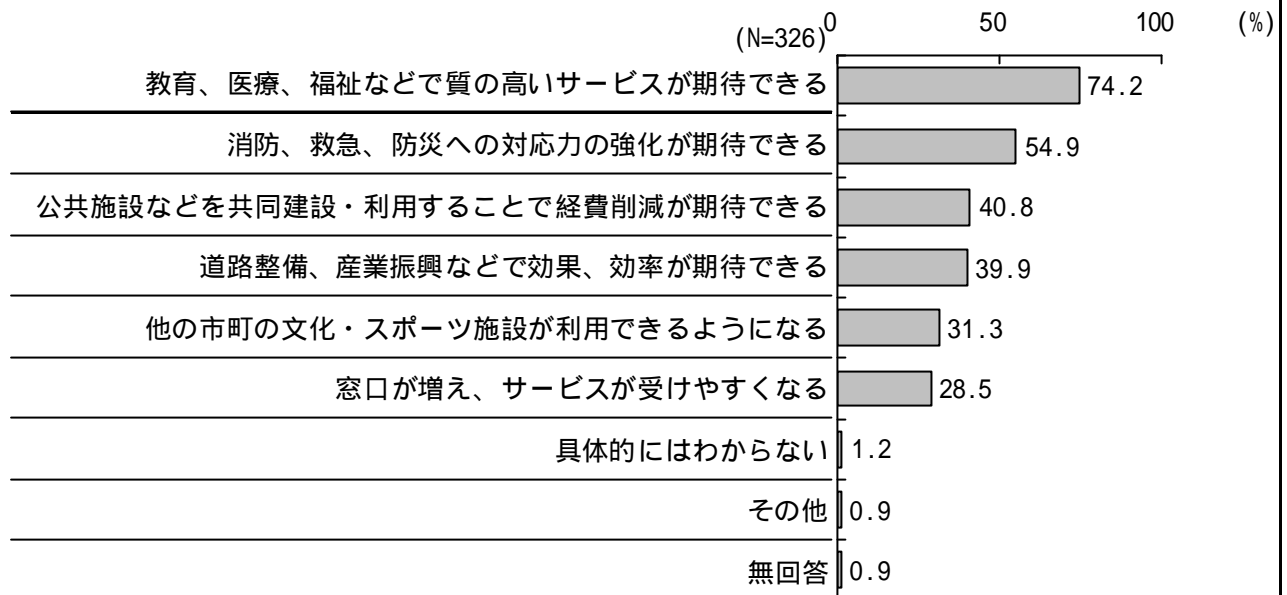 0 50 100 (%)
(N=326)
教育、医療、福祉などで質の高いサービスが期待できる 74.2
消防、救急、防災への対応力の強化が期待できる 54.9
公共施設などを共同建設・利用することで経費削減が期待できる 40.8
道路整備、産業振興などで効果、効率が期待できる 39.9
他の市町の文化・スポーツ施設が利用できるようになる 31.3
窓口が増え、サービスが受けやすくなる 28.5
具体的にはわからない 1.2
その他 0.9
無回答 0.9